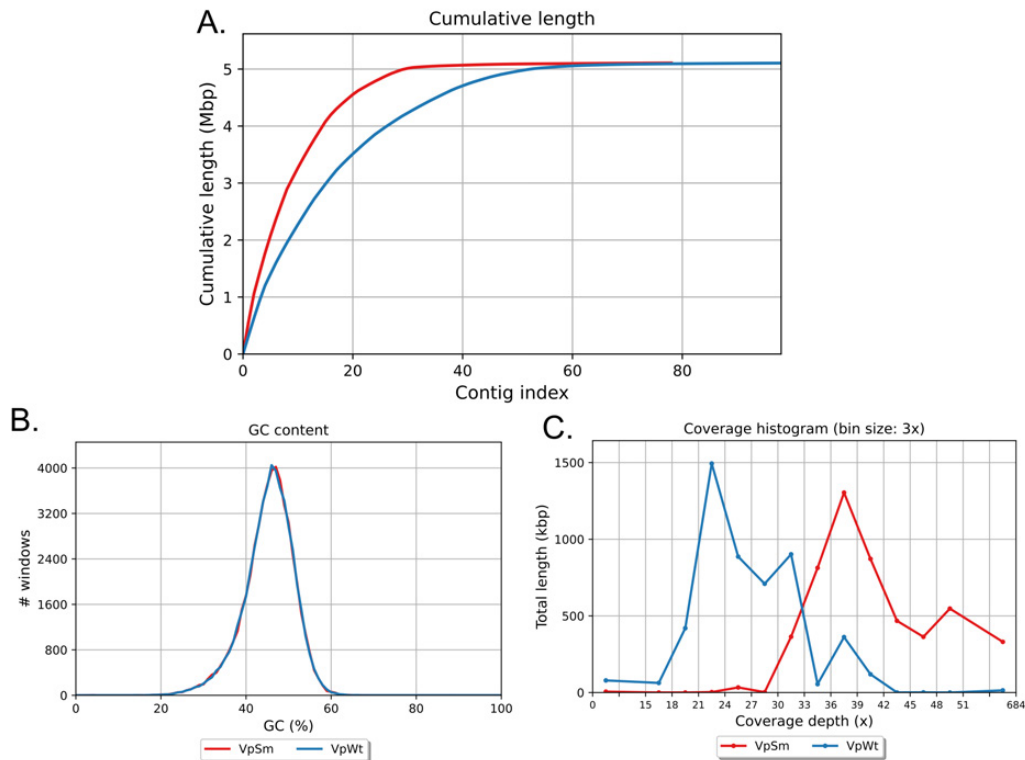 A.
Cumulative length
Cumulative length (Mbp)
5
4
3
2
1
0
0 20 40 60 80
Contig index
B.
GC content
# windows
4000
3200
2400
1600
800
0
0 20 40 60 80 100
GC (%)
VpSm VpWt
C.
Coverage histogram (bin size: 3x)
Total length (kbp)
1500
1000
500
0
0 15 18 21 24 27 30 33 36 39 42 45 48 51 684
Coverage depth (x)
VpSm VpWt